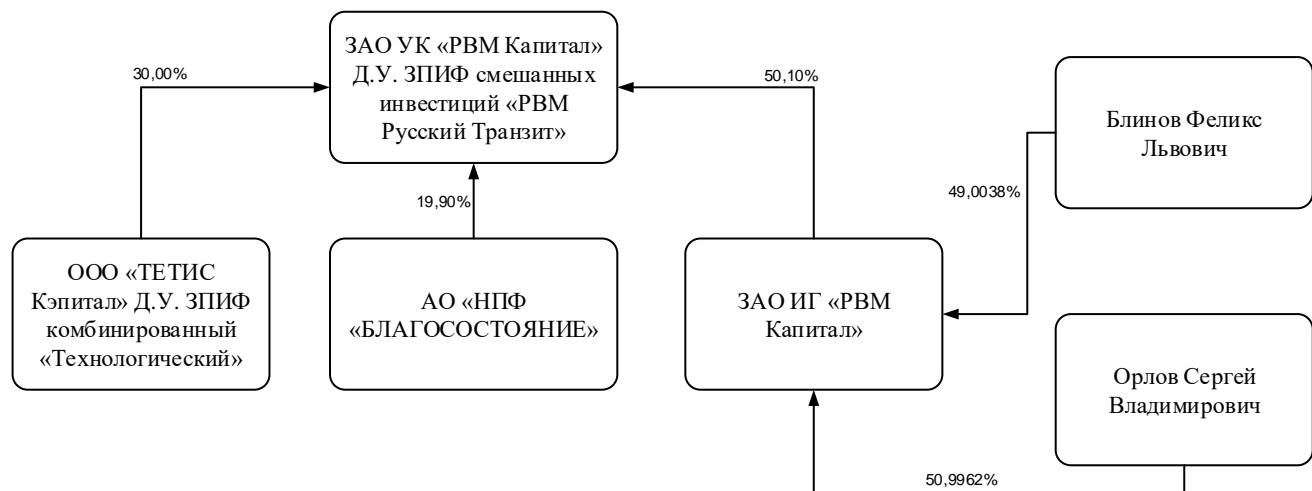 ЗАО УК «РВМ Капитал»
Д.У. ЗПИФ смешанных
инвестиций «РВМ
Русский Транзит»
30,00%
50,10%
Блинов Феликс
Львович
19,90%
49,0038%
ООО «ТЕТИС
Кэпитал» Д.У. ЗПИФ
комбинированный
«Технологический»
АО «НПФ
«БЛАГОСОСТОЯНИЕ»
ЗАО ИГ «РВМ
Капитал»
Орлов Сергей
Владимирович
50,9962%